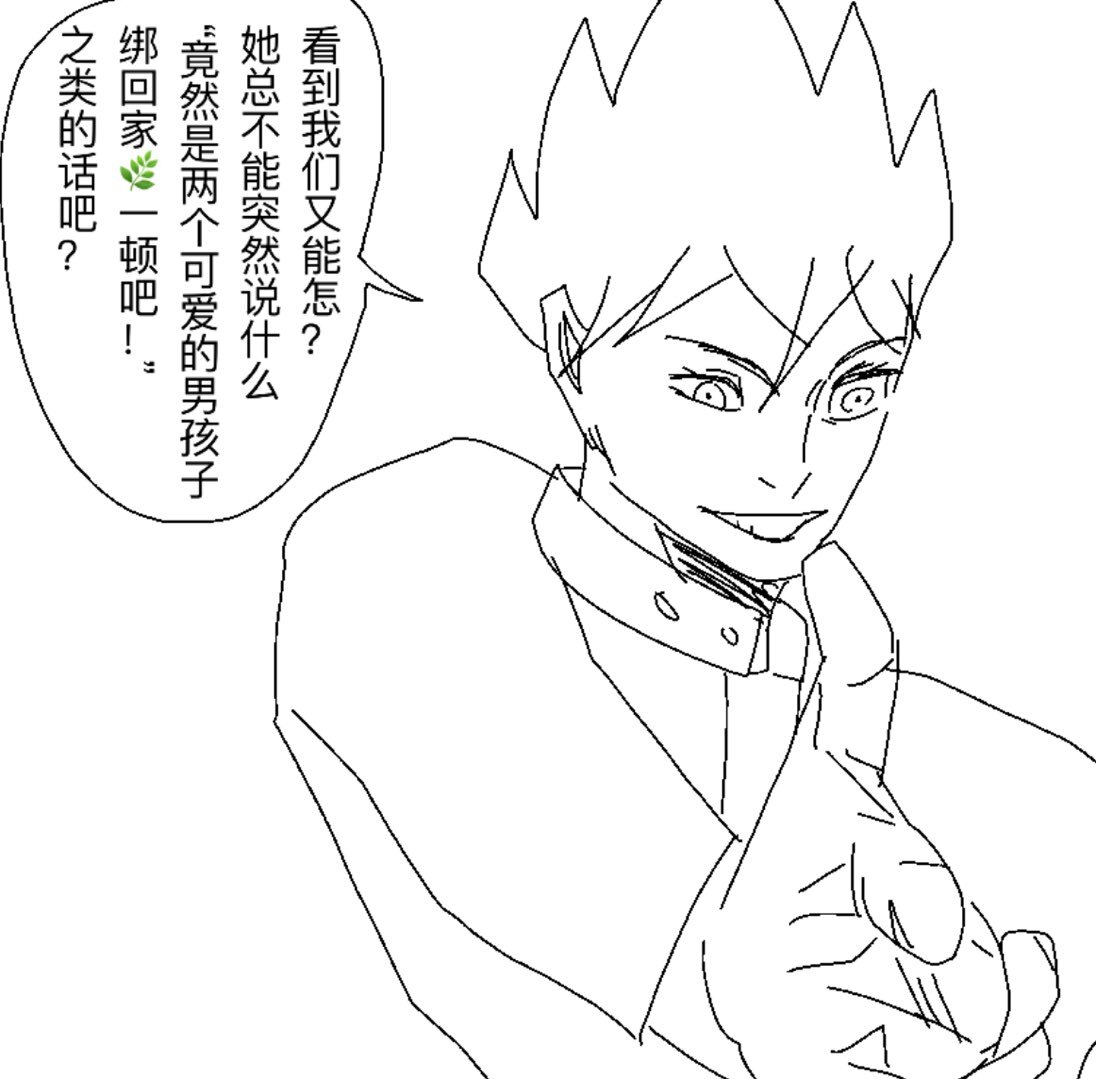 看到我们又能怎？
她总不能突然说什么
“竟然是两个可爱的男孩子
绑回家🌿一顿吧！”
之类的话吧？